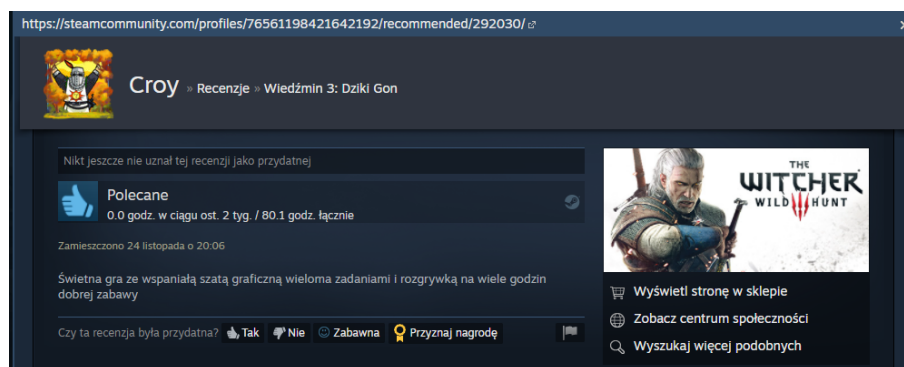 https://steamcommunity.com/profiles/76561198421642192/recommended/292030/
Croy » Recenzje » Wiedźmin 3: Dziki Gon
Nikt jeszcze nie uznał tej recenzji jako przydatnej
Polecane
0.0 godz. w ciągu ost. 2 tyg. / 80.1 godz. łącznie
Zamieszczono 24 listopada o 20:06
Świetna gra ze wspaniałą szatą graficzną wieloma zadaniami i rozgrywką na wiele godzin
dobrej zabawy
Czy ta recenzja była przydatna? Tak Nie Zabawna Przyznaj nagrodę
THE
WITCHER
WILD HUNT
Wyświetl stronę w sklepie
Zobacz centrum społeczności
Wyszukaj więcej podobnych